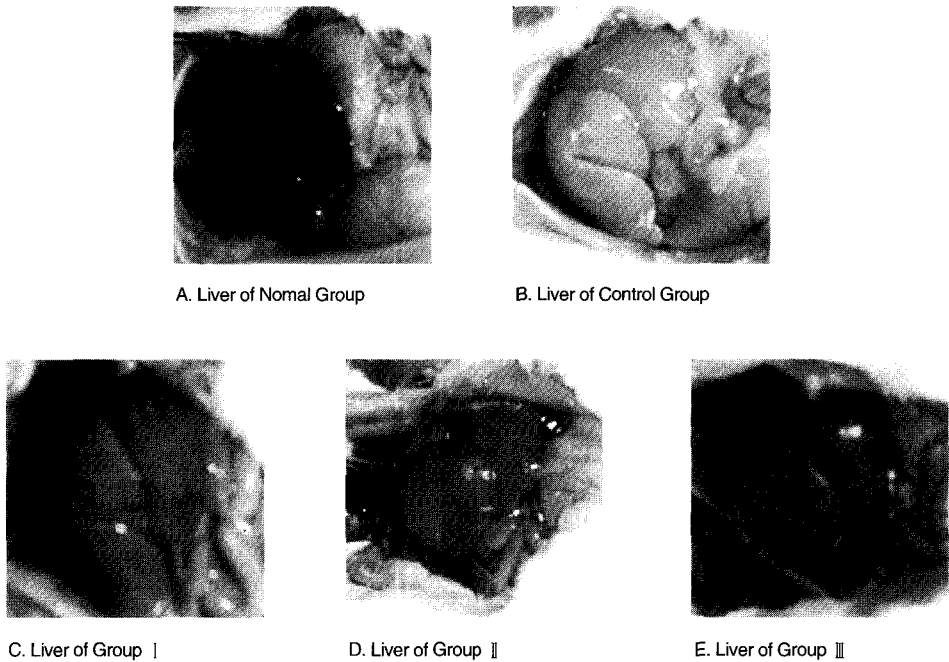 A. Liver of Nomal Group
B. Liver of Control Group
C. Liver of Group Ⅰ
D. Liver of Group Ⅱ
E. Liver of Group Ⅲ